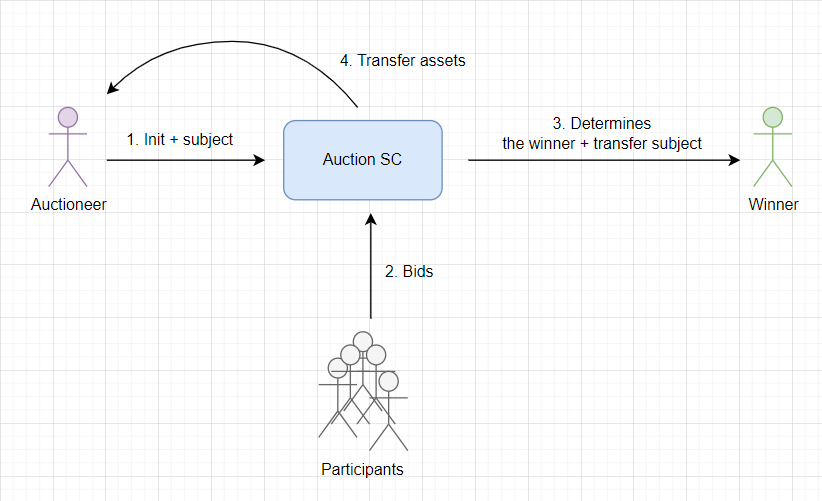 4. Transfer assets
1. Init + subject
Auction SC
3. Determines
the winner + transfer subject
Auctioneer
Winner
2. Bids
Participants